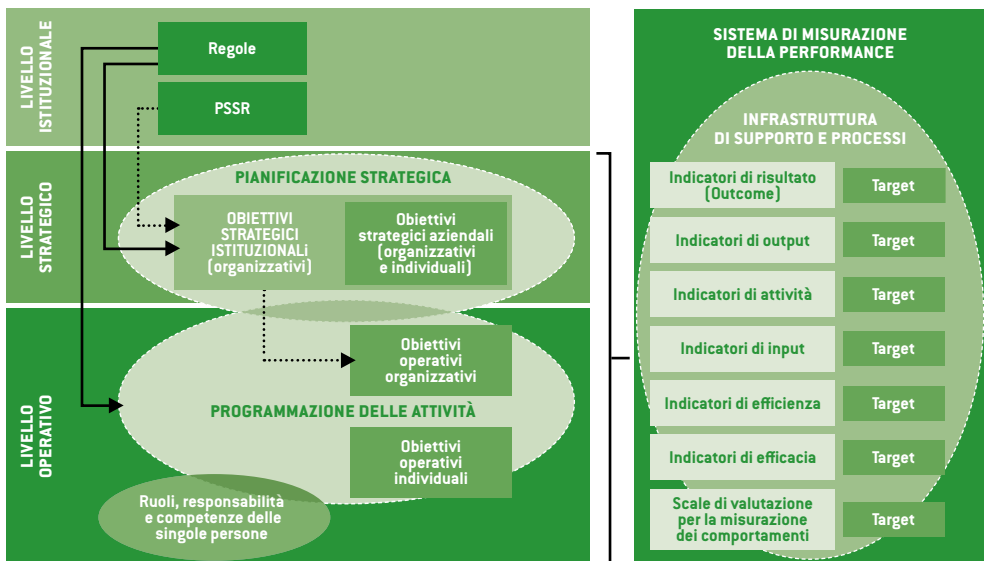 LIVELLO
ISTITUZIONALE
Regole
PSSR
LIVELLO
STRATEGICO
PIANIFICAZIONE STRATEGICA
OBIETTIVI
STRATEGICI
ISTITUZIONALi
(organizzativi)
Obiettivi
strategici aziendali
(organizzativi
e individuali)
LIVELLO
OPERATIVO
Obiettivi
operativi
organizzativi
PROGRAMMAZIONE DELLE ATTIVITÀ
Obiettivi
operativi
individuali
Ruoli, responsabilità
e competenze delle
singole persone
SISTEMA DI MISURAZIONE
DELLA PERFORMANCE
INFRASTRUTTURA
DI SUPPORTO E PROCESSI
Indicatori di risultato
(Outcome)
Target
Indicatori di output
Target
Indicatori di attività
Target
Indicatori di input
Target
Indicatori di efficienza
Target
Indicatori di efficacia
Target
Scale di valutazione
per la misurazione
dei comportamenti
Target